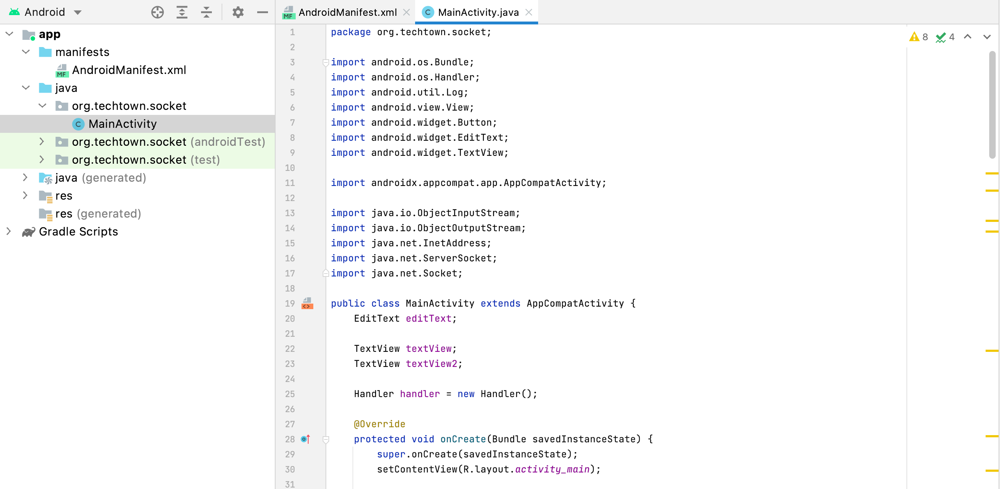 Android
app
manifests
MF AndroidManifest.xml
java
org.techtown.socket
C MainActivity
org.techtown.socket (androidTest)
org.techtown.socket (test)
java (generated)
res
res (generated)
Gradle Scripts
MF AndroidManifest.xml
C MainActivity.java
8 4
1 package org.techtown.socket;
2
3 import android.os.Bundle;
4 import android.os.Handler;
5 import android.util.Log;
6 import android.view.View;
7 import android.widget.Button;
8 import android.widget.EditText;
9 import android.widget.TextView;
10
11 import androidx.appcompat.app.AppCompatActivity;
12
13 import java.io.ObjectInputStream;
14 import java.io.ObjectOutputStream;
15 import java.net.InetAddress;
16 import java.net.ServerSocket;
17 import java.net.Socket;
18
19 <> public class MainActivity extends AppCompatActivity {
20 EditText editText;
21
22 TextView textView;
23 TextView textView2;
24
25 Handler handler = new Handler();
26
27 @Override
28 protected void onCreate(Bundle savedInstanceState) {
29 super.onCreate(savedInstanceState);
30 setContentView(R.layout.activity_main);
31